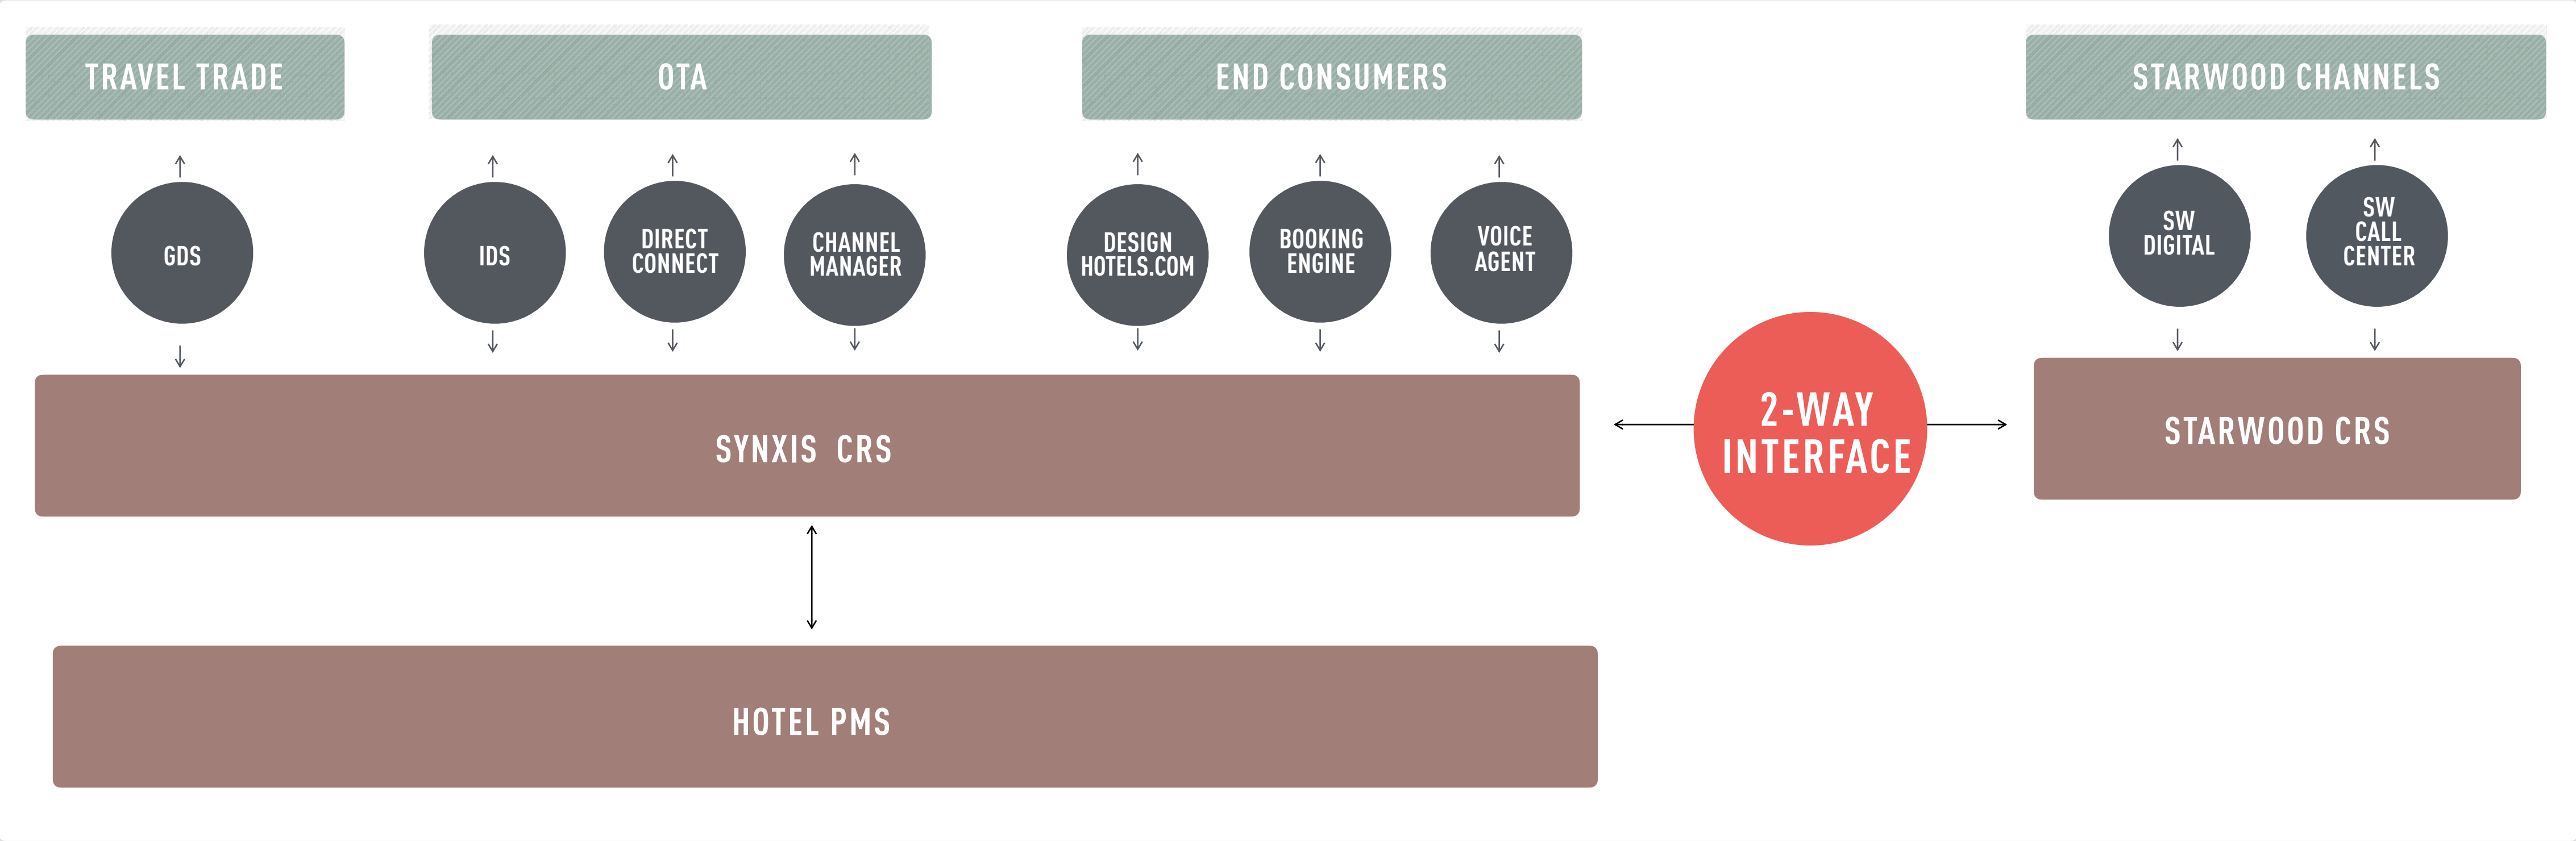 TRAVEL TRADE
OTA
END CONSUMERS
STARWOOD CHANNELS
GDS
IDS
DIRECT
CONNECT
CHANNEL
MANAGER
DESIGN
HOTELS.COM
BOOKING
ENGINE
VOICE
AGENT
SW
DIGITAL
SW
CALL
CENTER
SYNXIS CRS
2-WAY
INTERFACE
STARWOOD CRS
HOTEL PMS